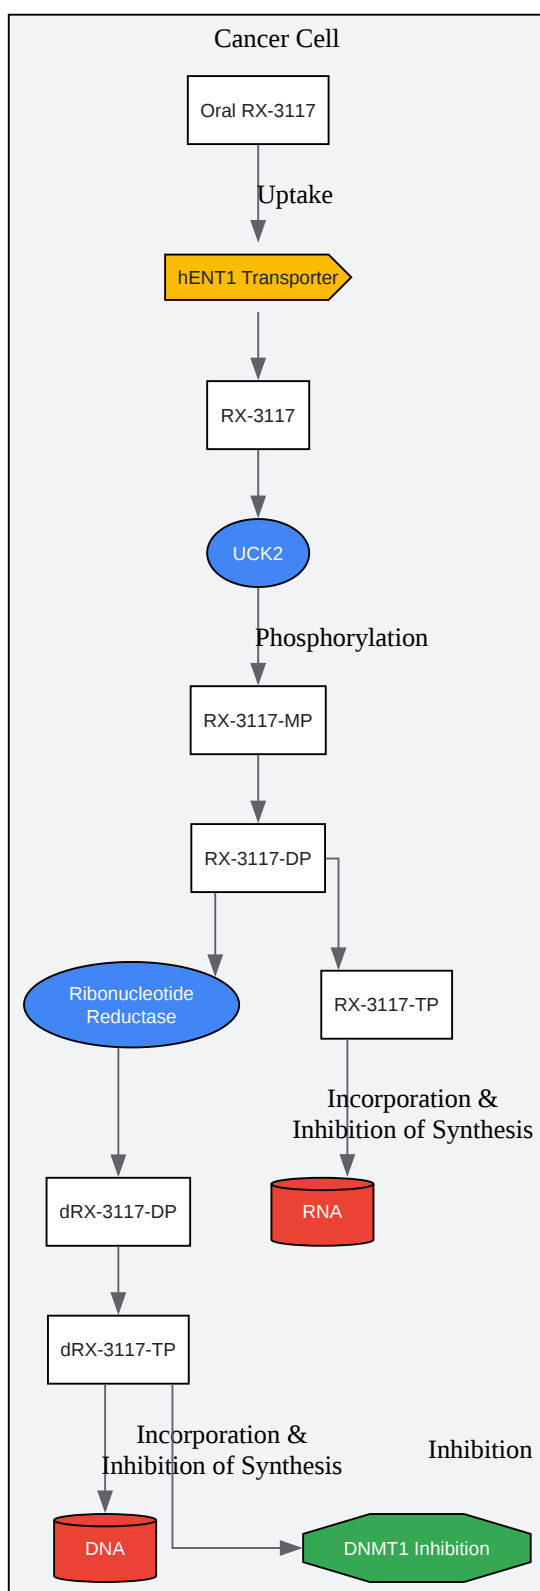 Cancer Cell
Oral RX-3117
Uptake
hENT1 Transporter
RX-3117
UCK2
Phosphorylation
RX-3117-MP
RX-3117-DP
Ribonucleotide
Reductase
RX-3117-TP
Incorporation &
Inhibition of Synthesis
dRX-3117-DP
RNA
dRX-3117-TP
Incorporation &
Inhibition of Synthesis
Inhibition
DNA
DNMT1 Inhibition